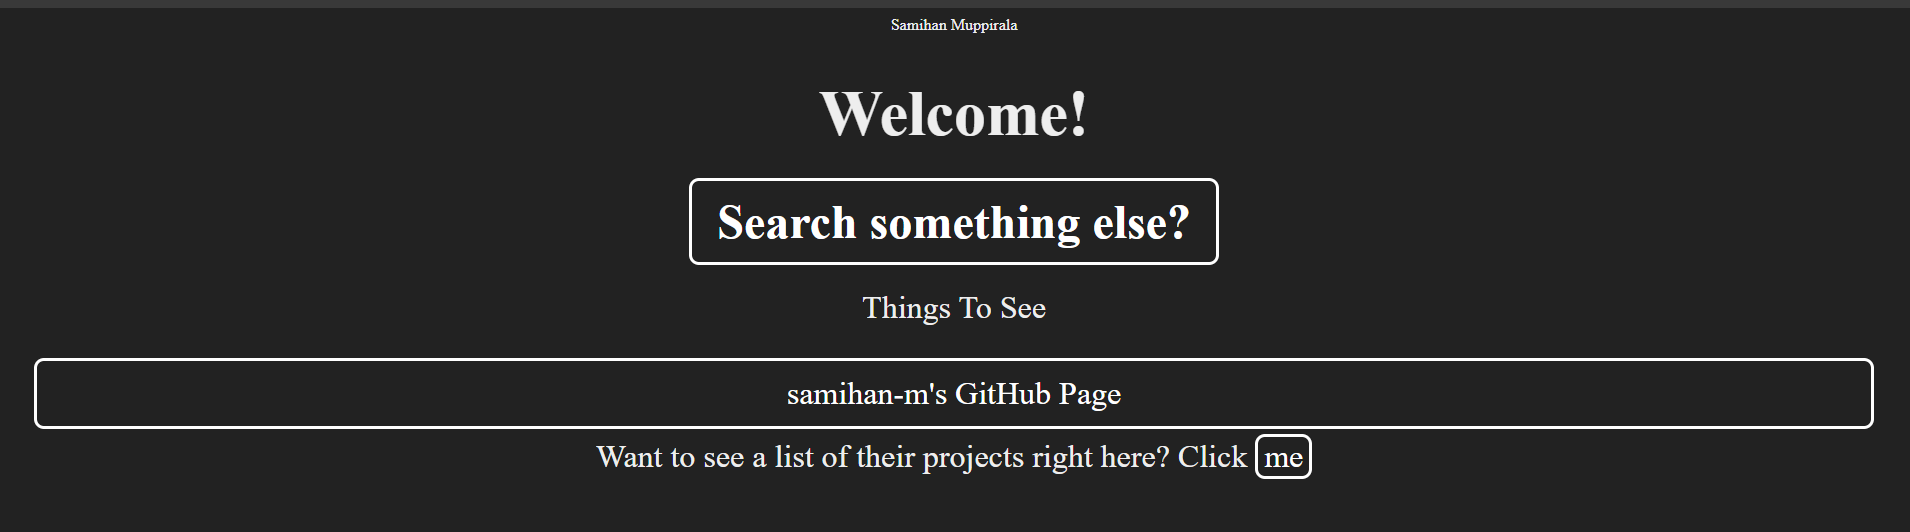 Samihan Muppirala
Welcome!
Search something else?
Things To See
samihan-m's GitHub Page
Want to see a list of their projects right here? Click me